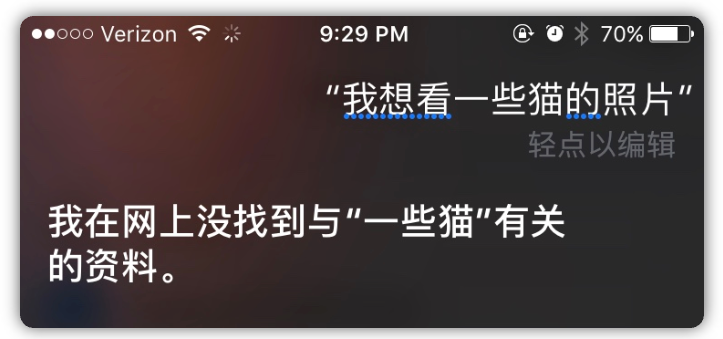 Verizon 9:29 PM 70%
“我想看一些猫的照片”
轻点以编辑
我在网上没找到与“一些猫”有关
的资料。